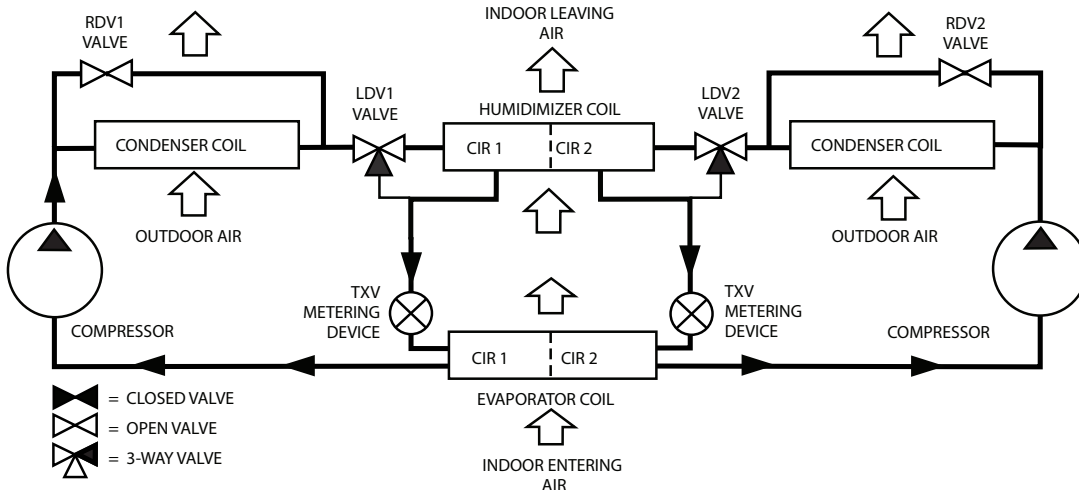 RDV1
VALVE
INDOOR LEAVING
AIR
RDV2
VALVE
LDV1
VALVE
HUMIDIMIZER COIL
LDV2
VALVE
CONDENSER COIL
CIR 1
CIR 2
CONDENSER COIL
OUTDOOR AIR
OUTDOOR AIR
TXV
METERING
DEVICE
TXV
METERING
DEVICE
COMPRESSOR
COMPRESSOR
CIR 1
CIR 2
EVAPORATOR COIL
= CLOSED VALVE
= OPEN VALVE
= 3-WAY VALVE
INDOOR ENTERING
AIR